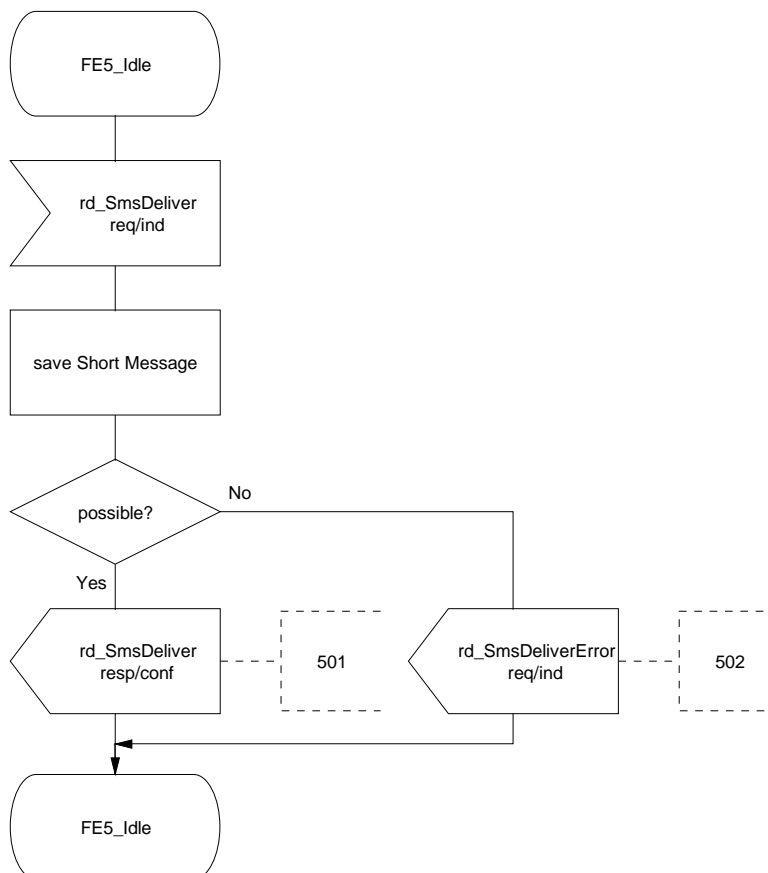 FE5_Idle
rd_SmsDeliver
req/ind
save Short Message
possible?
No
Yes
rd_SmsDeliver
resp/conf
501
rd_SmsDeliverError
req/ind
502
FE5_Idle